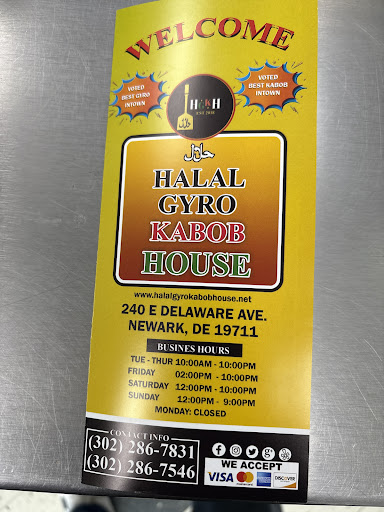 WELCOME
VOTED
BEST GYRO
INTOWN
VOTED
BEST KABOB
INTOWN
HGKH
حلال
HALAL
GYRO
KABOB
HOUSE
www.halalgyrokabobhouse.net
240 E DELAWARE AVE.
NEWARK, DE 19711
BUSINES HOURS
TUE - THUR 10:00AM - 10:00PM
FRIDAY 02:00PM - 10:00PM
SATURDAY 12:00PM - 10:00PM
SUNDAY 12:00PM - 9:00PM
MONDAY: CLOSED
CONTACT INFO
(302) 286-7831
(302) 286-7546
WE ACCEPT
VISA
DISCOVER